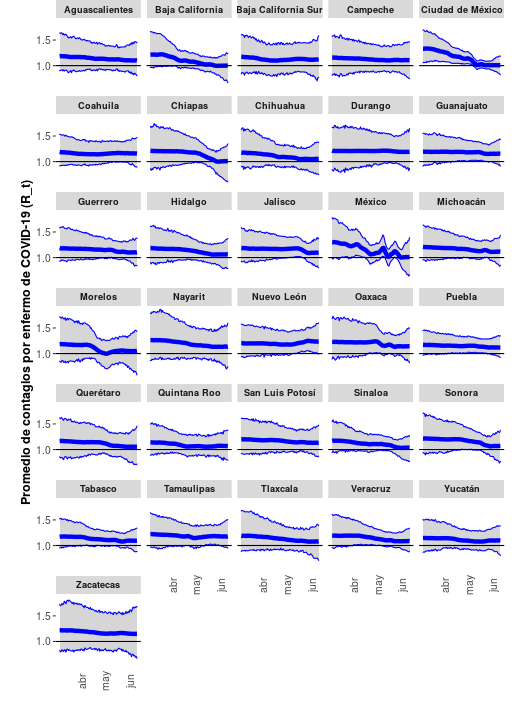 Aguascalientes Baja California Baja California Sur Campeche Ciudad de México
1.5
1.0
Coahuila Chiapas Chihuahua Durango Guanajuato
1.5
1.0
Guerrero Hidalgo Jalisco México Michoacán
1.5
1.0
Morelos Nayarit Nuevo León Oaxaca Puebla
1.5
1.0
Querétaro Quintana Roo San Luis Potosí Sinaloa Sonora
1.5
1.0
Tabasco Tamaulipas Tlaxcala Veracruz Yucatán
1.5
1.0
abr may jun abr may jun abr may jun abr may jun
Zacatecas
1.5
1.0
abr may jun
Promedio de contagios por enfermo de COVID-19 (R_t)